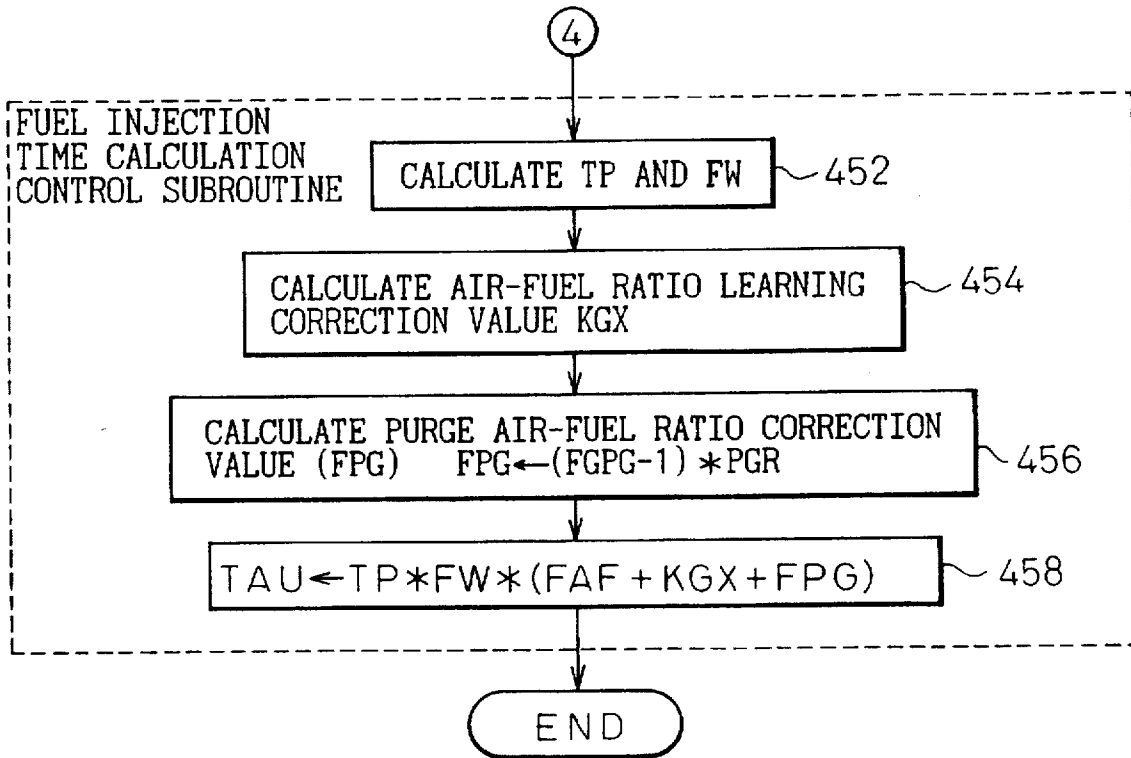 4
FUEL INJECTION
TIME CALCULATION
CONTROL SUBROUTINE
CALCULATE TP AND FW
452
CALCULATE AIR-FUEL RATIO LEARNING
CORRECTION VALUE KGX
454
CALCULATE PURGE AIR-FUEL RATIO CORRECTION
VALUE (FPG) FPG←(FGPG-1)*PGR
456
TAU←TP*FW*(FAF+KGX+FPG)
458
END